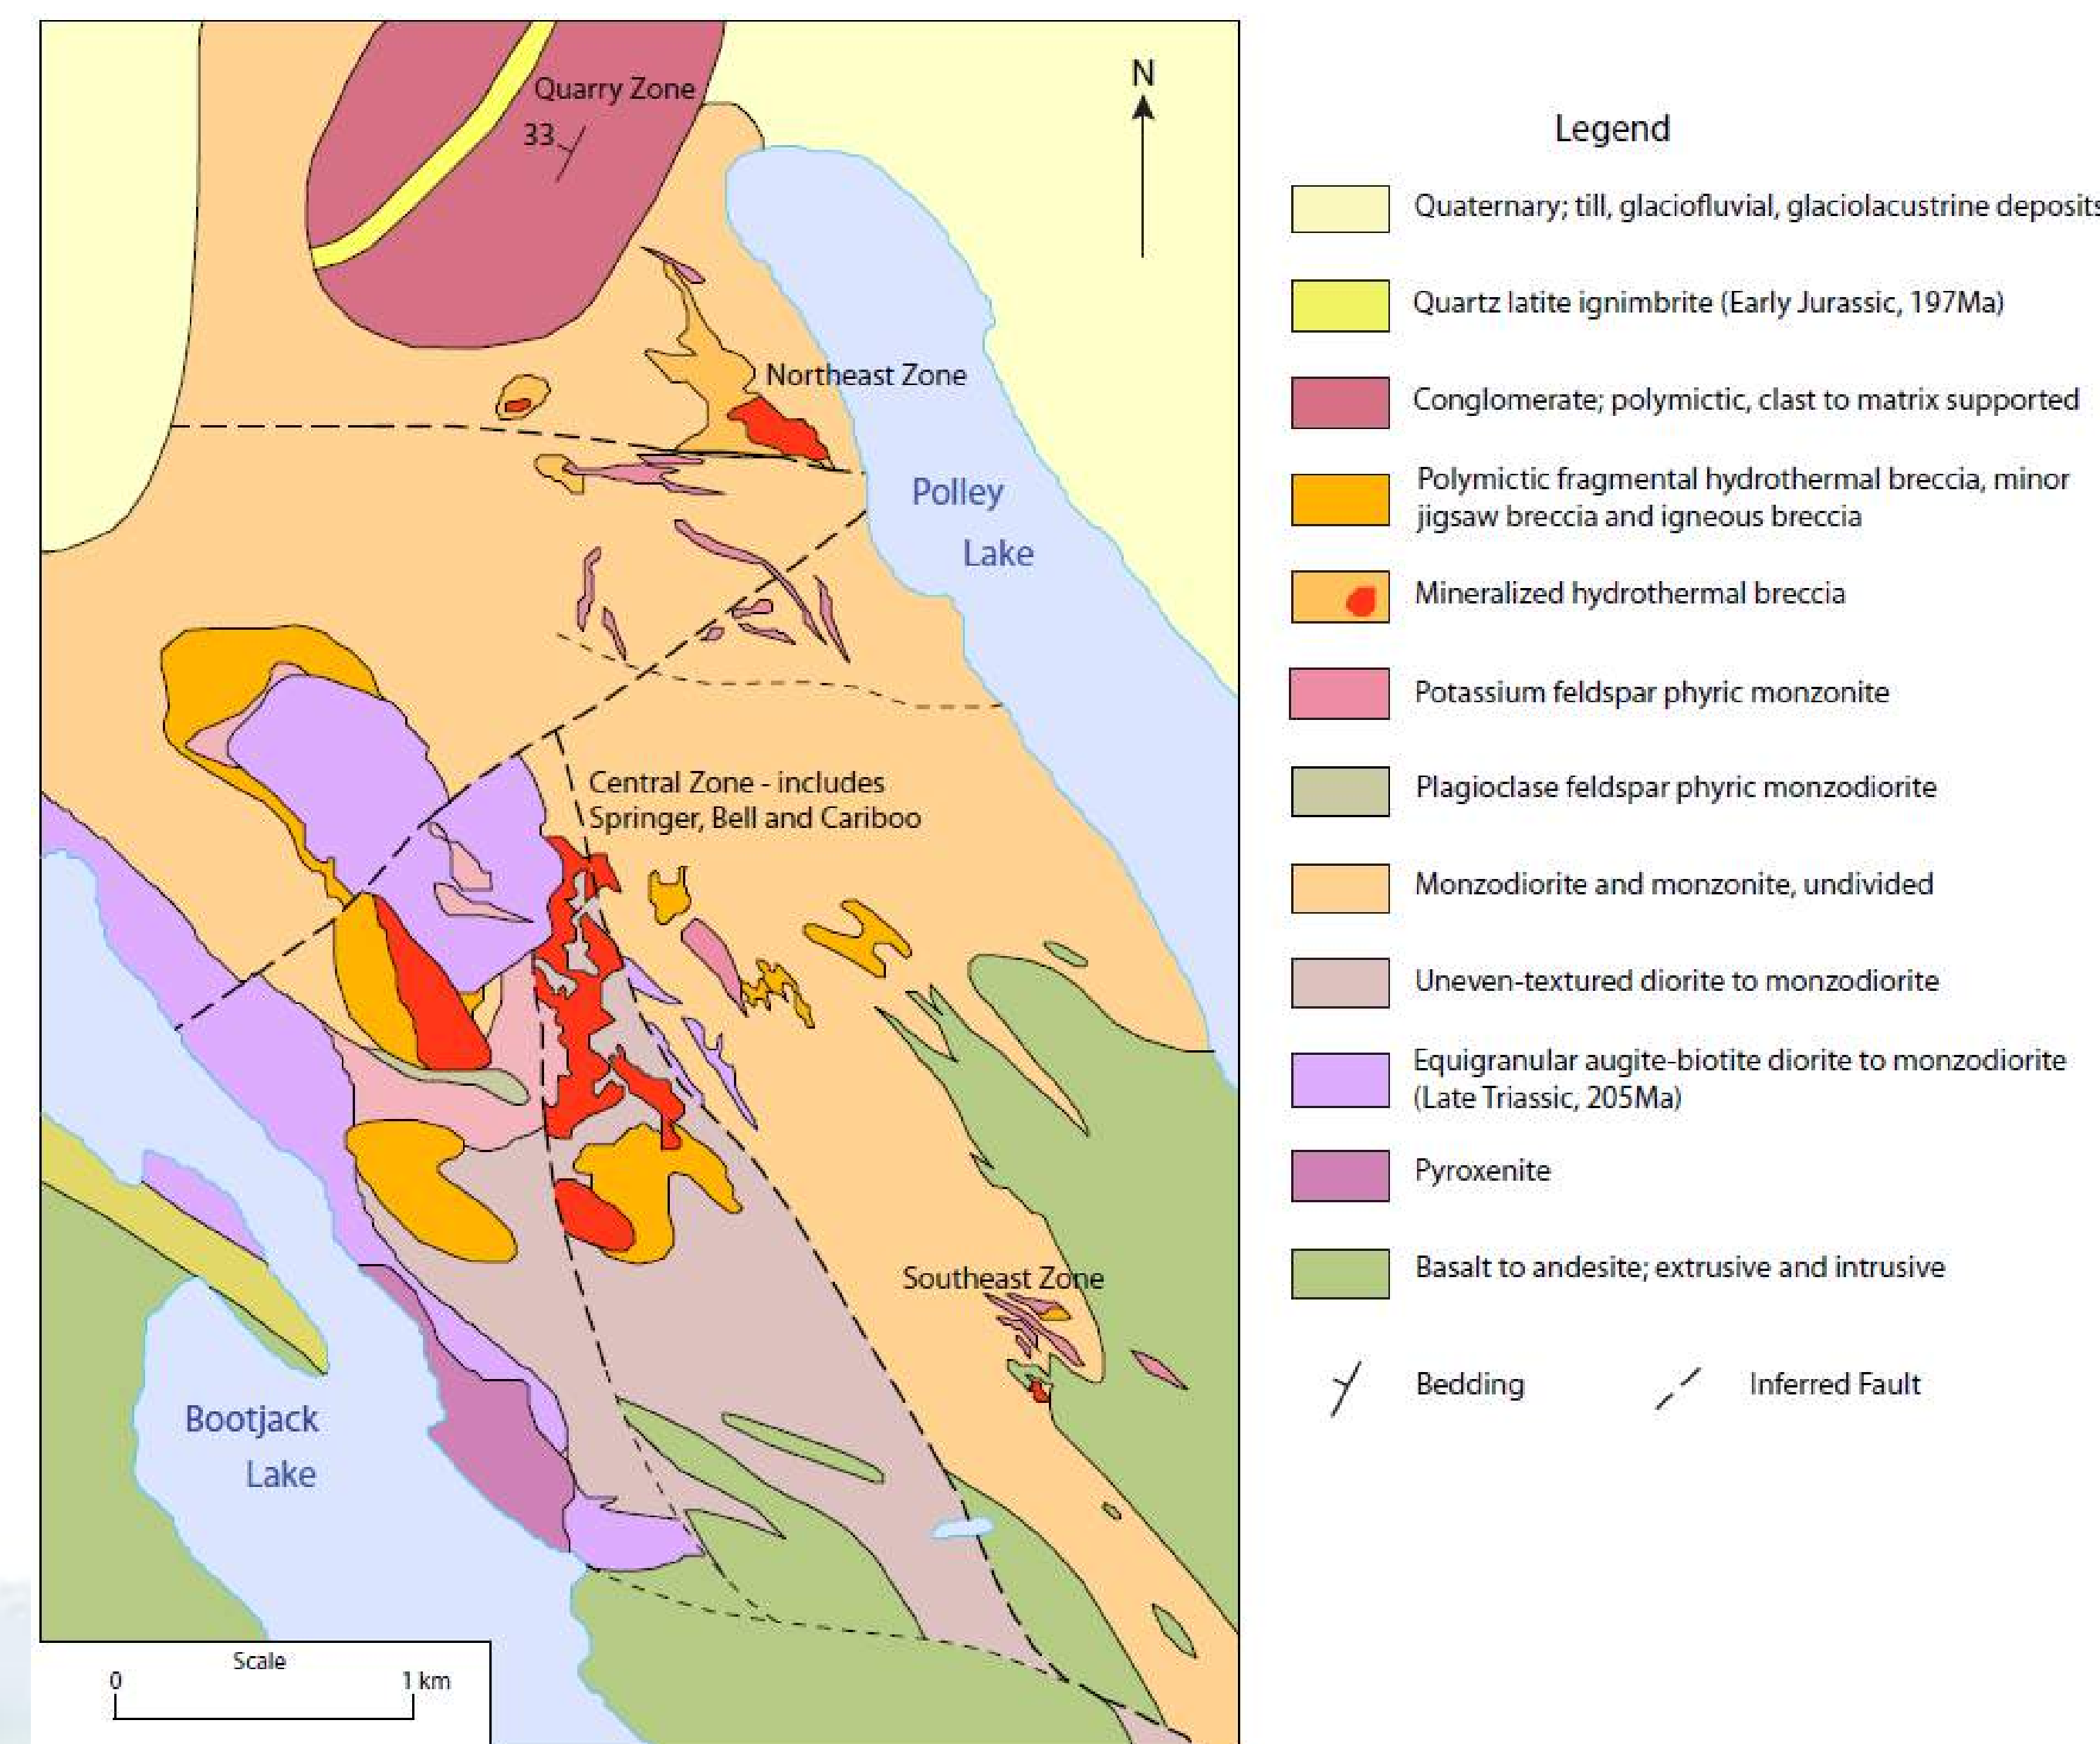 Quarry Zone
33
N
Northeast Zone
Polley
Lake
Central Zone - includes
Springer, Bell and Cariboo
Southeast Zone
Bootjack
Lake
Scale
0 1 km
Legend
Quaternary; till, glaciofluvial, glaciolacustrine deposits
Quartz latite ignimbrite (Early Jurassic, 197Ma)
Conglomerate; polymictic, clast to matrix supported
Polymictic fragmental hydrothermal breccia, minor
jigsaw breccia and igneous breccia
Mineralized hydrothermal breccia
Potassium feldspar phyric monzonite
Plagioclase feldspar phyric monzodiorite
Monzodiorite and monzonite, undivided
Uneven-textured diorite to monzodiorite
Equigranular augite-biotite diorite to monzodiorite
(Late Triassic, 205Ma)
Pyroxenite
Basalt to andesite; extrusive and intrusive
Bedding Inferred Fault